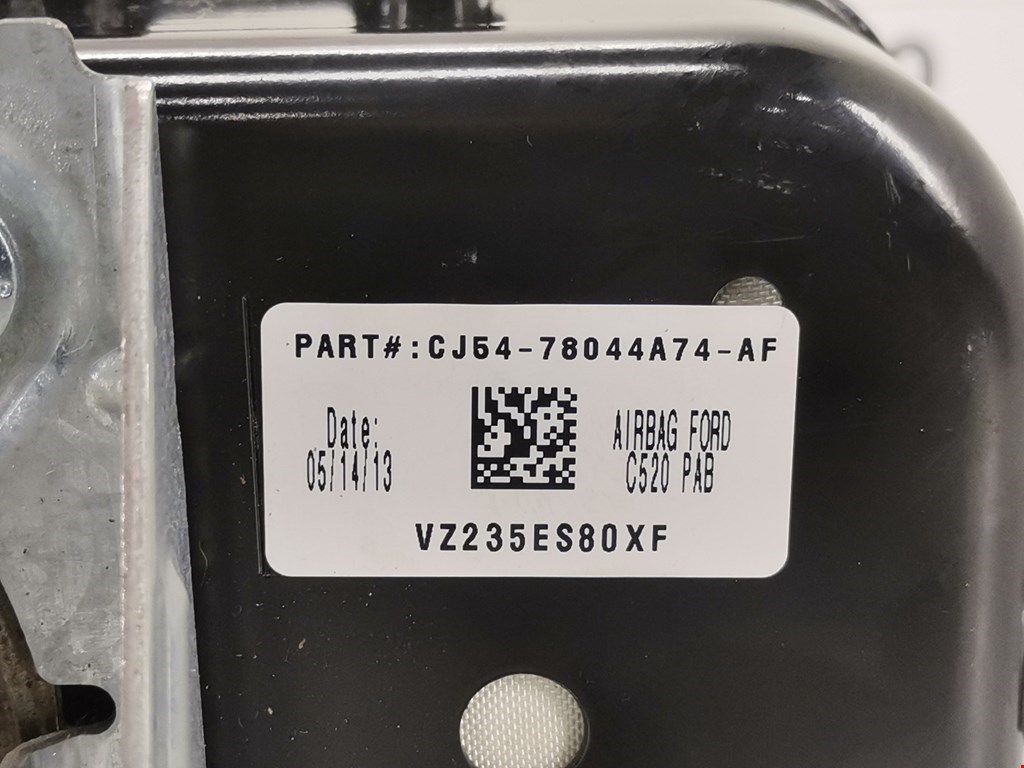 PART#:CJ54-78044A74-AF
Date:
05/14/13
AIRBAG FORD
C520 PAB
VZ235ES80XF